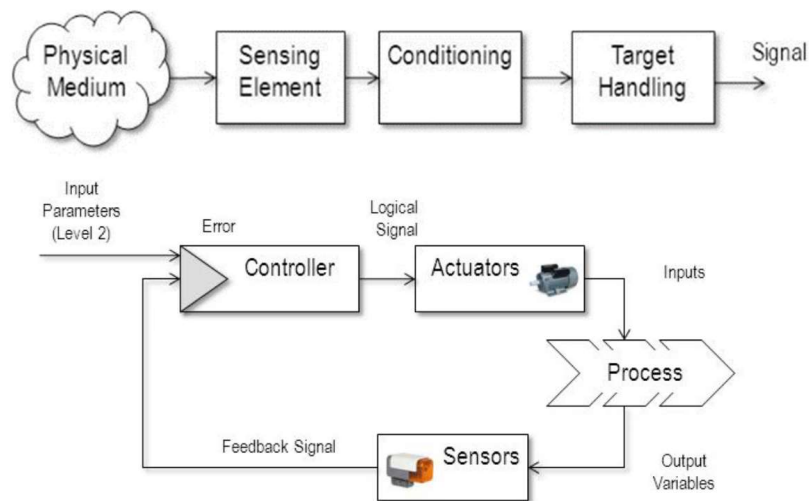 Physical
Medium
Sensing
Element
Conditioning
Target
Handling
Signal
Input
Parameters
(Level 2)
Error
Controller
Logical
Signal
Actuators
Inputs
Process
Feedback Signal
Sensors
Output
Variables